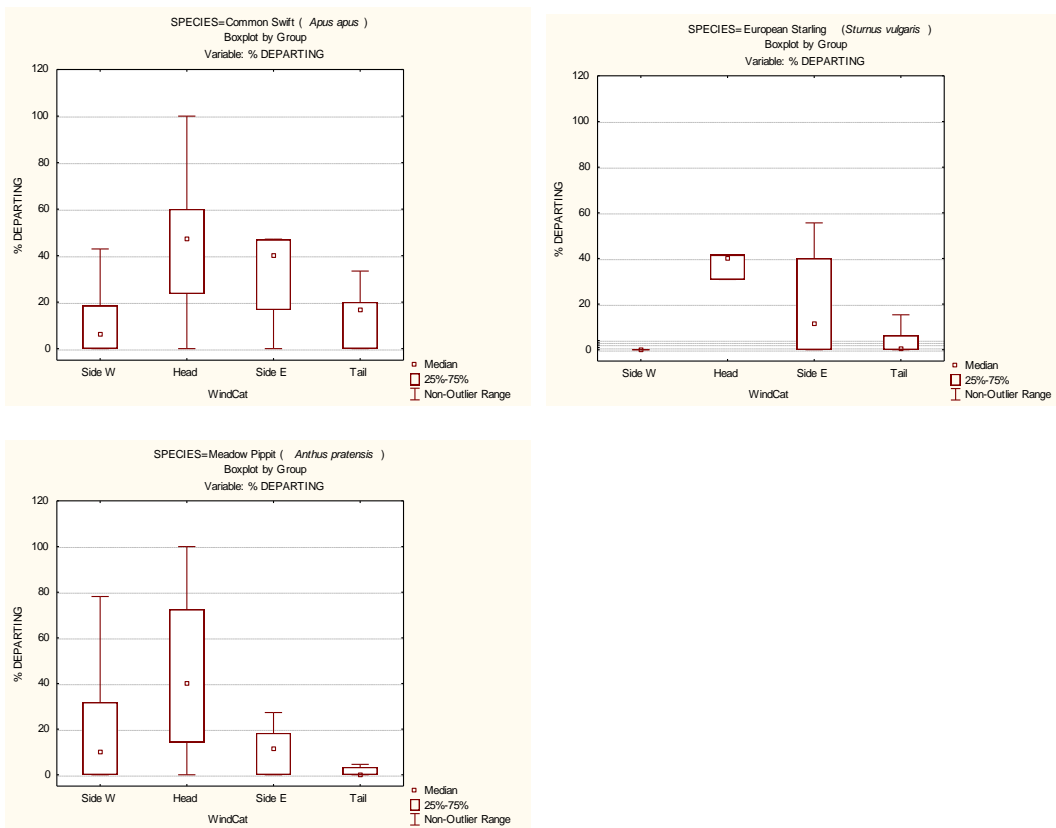 SPECIES=Common Swift ( Apus apus )
Boxplot by Group
Variable: % DEPARTING
120
100
80
60
40
20
0
% DEPARTING
Side W Head Side E Tail
WindCat
Median
25%-75%
Non-Outlier Range
SPECIES=European Starling (Sturnus vulgaris )
Boxplot by Group
Variable: % DEPARTING
120
100
80
60
40
20
0
% DEPARTING
Side W Head Side E Tail
WindCat
Median
25%-75%
Non-Outlier Range
SPECIES=Meadow Pippit ( Anthus pratensis )
Boxplot by Group
Variable: % DEPARTING
120
100
80
60
40
20
0
% DEPARTING
Side W Head Side E Tail
WindCat
Median
25%-75%
Non-Outlier Range